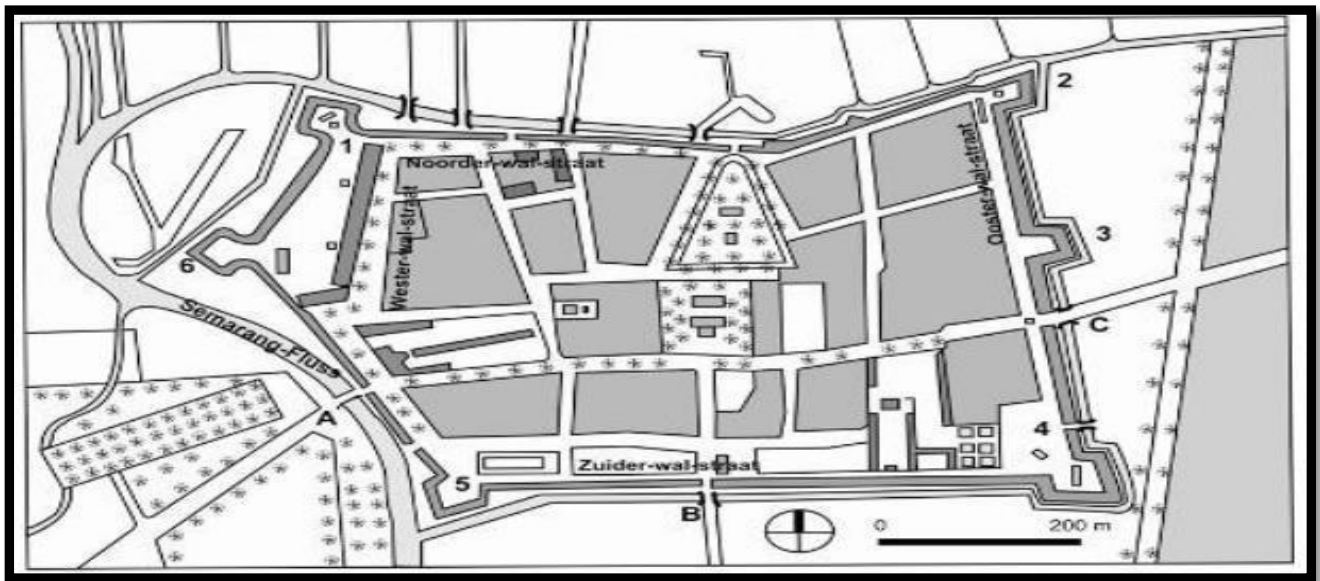 2
1
Noorder-wal-straat
Ooster-wal-straat
Wester-wal-straat
3
6
Semarang-Fluss
C
A
4
Zuider-wal-straat
5
B
0 200 m